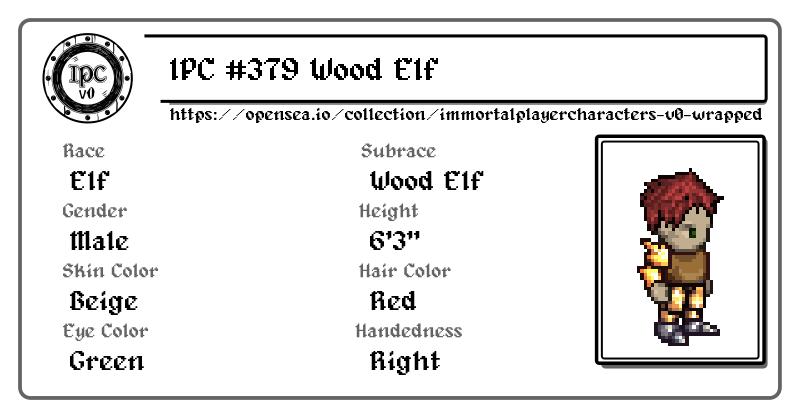 IPC
v0
IPC #379 Wood Elf
https://opensea.io/collection/immortalplayercharacters-v0-wrapped
Race
Elf
Subrace
Wood Elf
Gender
Male
Height
6'3"
Skin Color
Beige
Hair Color
Red
Eye Color
Green
Handedness
Right